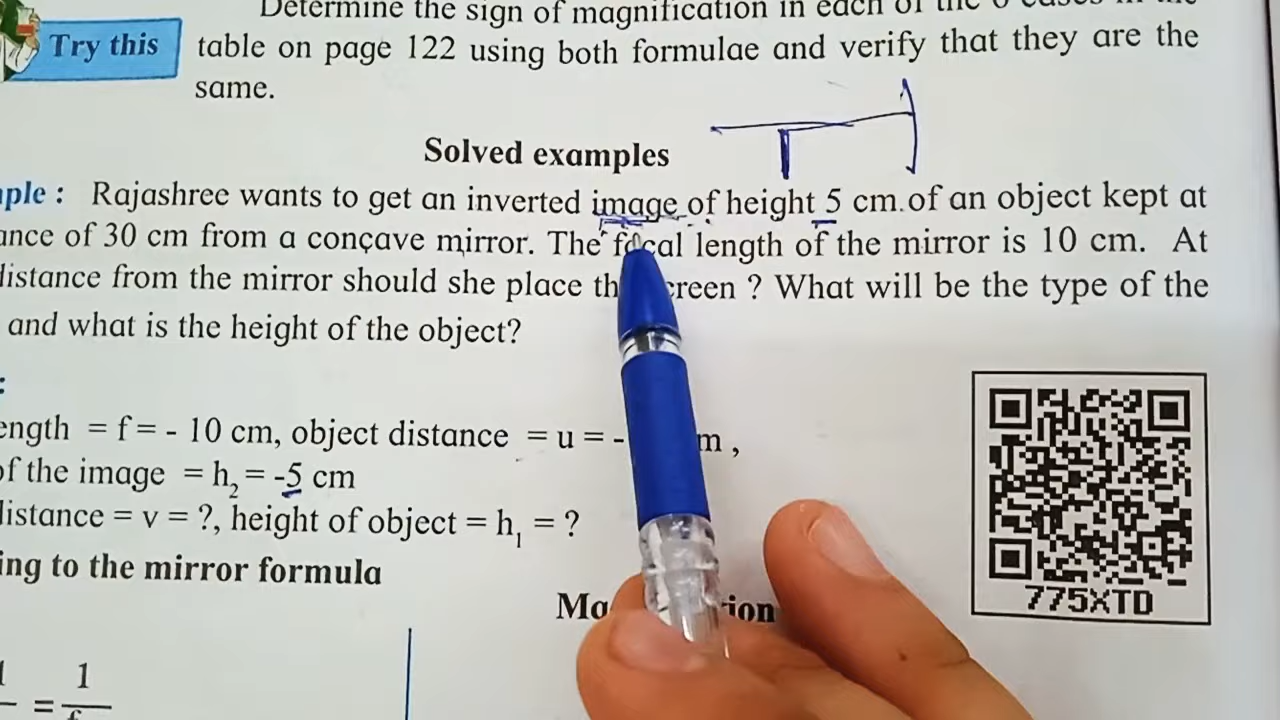 Determine the sign of magnification in each of the 6 cases in the
Try this
table on page 122 using both formulae and verify that they are the
same.
Solved examples
ple : Rajashree wants to get an inverted image of height 5 cm of an object kept at
ance of 30 cm from a concave mirror. The focal length of the mirror is 10 cm. At
distance from the mirror should she place th creen ? What will be the type of the
and what is the height of the object?
:
ength = f = - 10 cm, object distance = u = - m ,
of the image = h₂ = -5 cm
distance = v = ?, height of object = h₁ = ?
ing to the mirror formula
Ma ion
1
= 1
f
775XTD